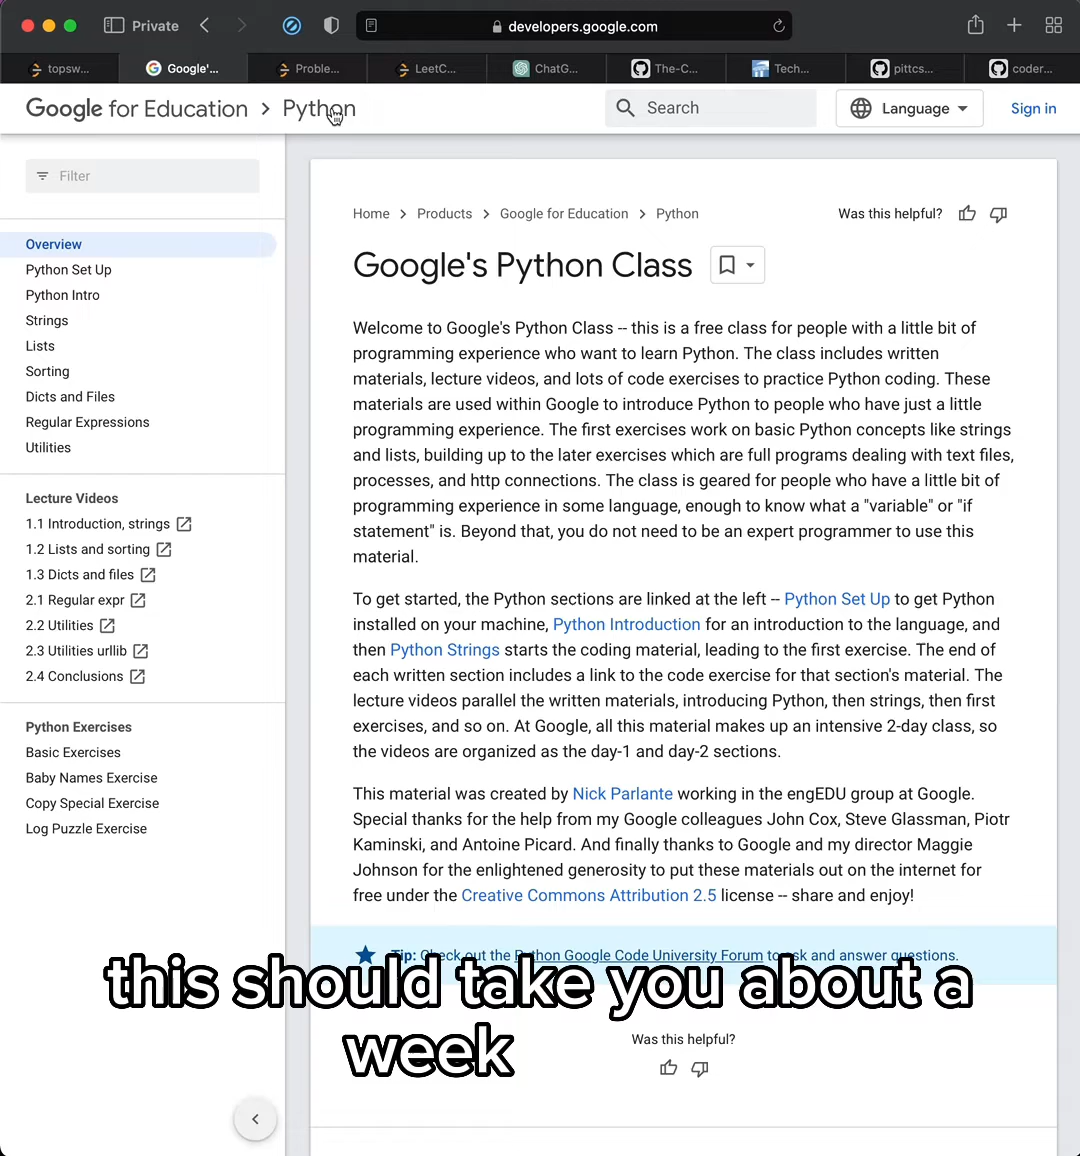 Private
developers.google.com
topsw...
Google'...
Proble...
LeetC...
ChatG...
The-C...
Tech...
pittcs...
coder...
Google for Education > Python
Search
Language
Sign in
Filter
Overview
Python Set Up
Python Intro
Strings
Lists
Sorting
Dicts and Files
Regular Expressions
Utilities
Lecture Videos
1.1 Introduction, strings
1.2 Lists and sorting
1.3 Dicts and files
2.1 Regular expr
2.2 Utilities
2.3 Utilities urllib
2.4 Conclusions
Python Exercises
Basic Exercises
Baby Names Exercise
Copy Special Exercise
Log Puzzle Exercise
Home > Products > Google for Education > Python
Was this helpful?
Google's Python Class
Welcome to Google's Python Class -- this is a free class for people with a little bit of
programming experience who want to learn Python. The class includes written
materials, lecture videos, and lots of code exercises to practice Python coding. These
materials are used within Google to introduce Python to people who have just a little
programming experience. The first exercises work on basic Python concepts like strings
and lists, building up to the later exercises which are full programs dealing with text files,
processes, and http connections. The class is geared for people who have a little bit of
programming experience in some language, enough to know what a "variable" or "if
statement" is. Beyond that, you do not need to be an expert programmer to use this
material.
To get started, the Python sections are linked at the left -- Python Set Up to get Python
installed on your machine, Python Introduction for an introduction to the language, and
then Python Strings starts the coding material, leading to the first exercise. The end of
each written section includes a link to the code exercise for that section's material. The
lecture videos parallel the written materials, introducing Python, then strings, then first
exercises, and so on. At Google, all this material makes up an intensive 2-day class, so
the videos are organized as the day-1 and day-2 sections.
This material was created by Nick Parlante working in the engEDU group at Google.
Special thanks for the help from my Google colleagues John Cox, Steve Glassman, Piotr
Kaminski, and Antoine Picard. And finally thanks to Google and my director Maggie
Johnson for the enlightened generosity to put these materials out on the internet for
free under the Creative Commons Attribution 2.5 license -- share and enjoy!
Tip: Check out the Python Google Code University Forum to ask and answer questions.
this should take you about a
week
Was this helpful?